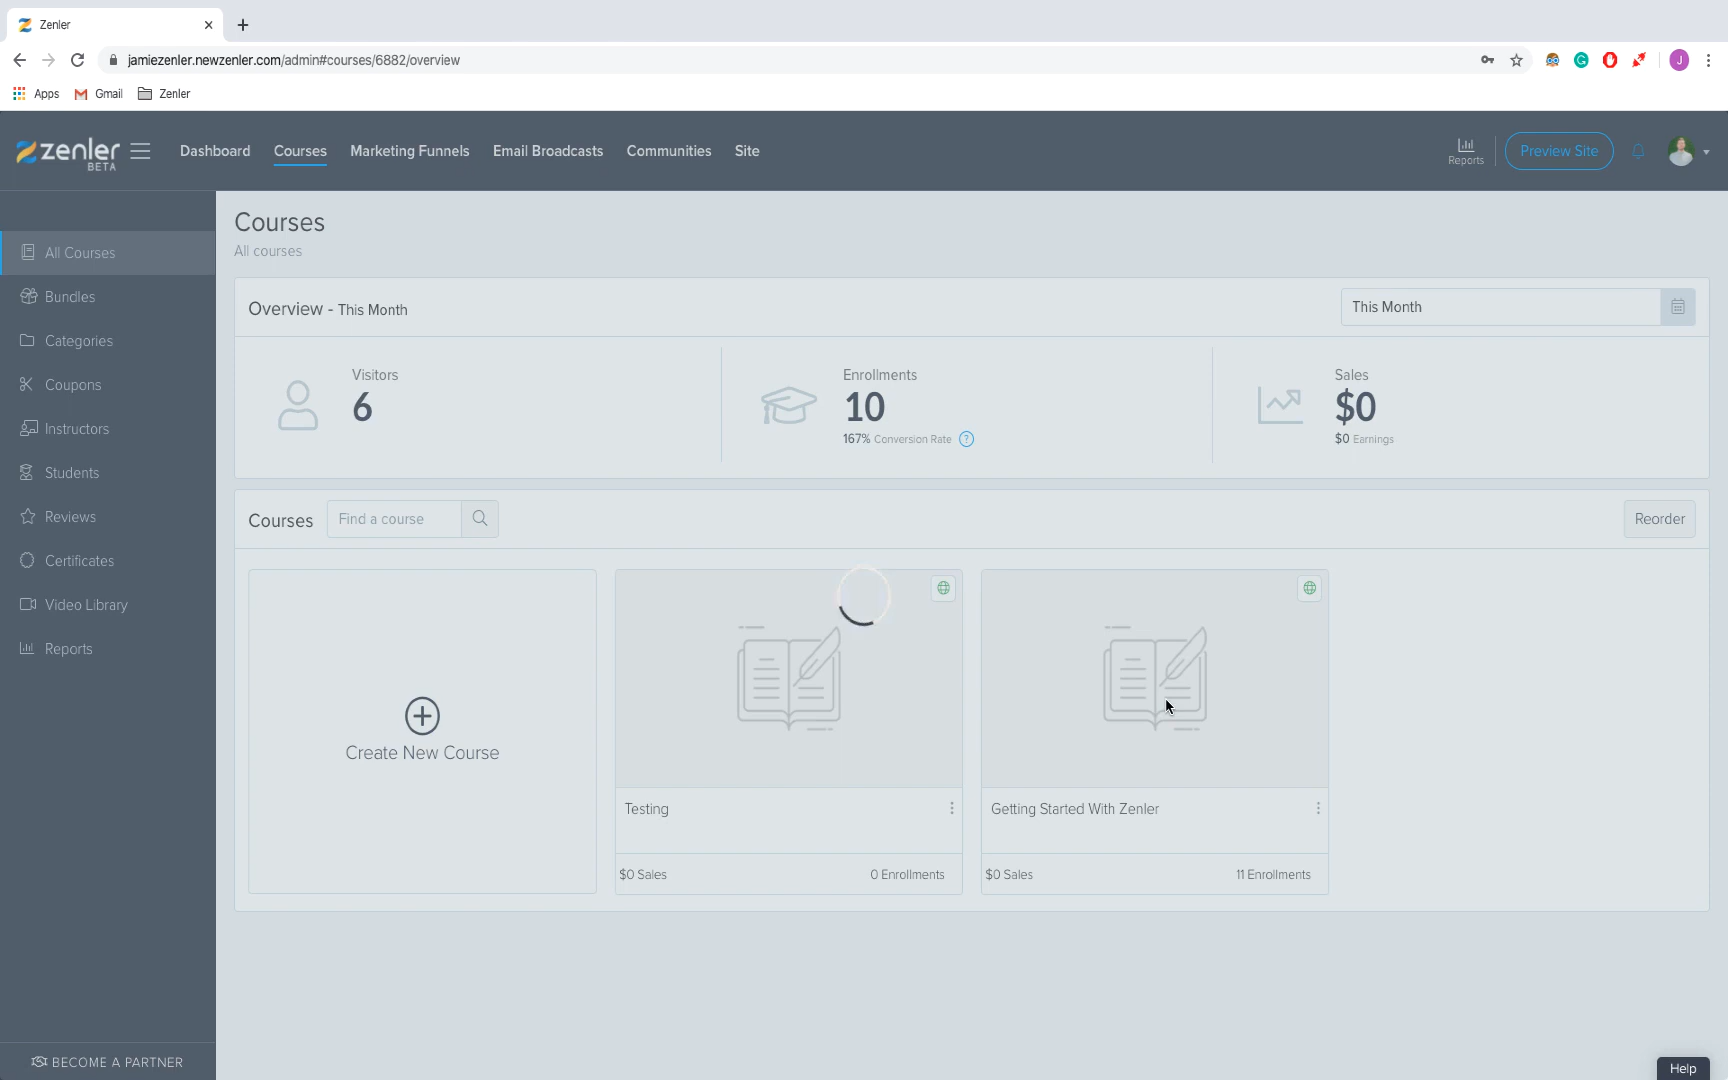 Zenler
jamiezenler.newzenler.com/admin#courses/6882/overview
J
Apps
Gmail
Zenler
zenler
BETA
Dashboard
Courses
Marketing Funnels
Email Broadcasts
Communities
Site
Reports
Preview Site
All Courses
Bundles
Categories
Coupons
Instructors
Students
Reviews
Certificates
Video Library
Reports
BECOME A PARTNER
Courses
All courses
Overview - This Month
This Month
Visitors
6
Enrollments
10
167% Conversion Rate ?
Sales
$0
$0 Earnings
Courses
Find a course
Reorder
Create New Course
Testing
$0 Sales
0 Enrollments
Getting Started With Zenler
$0 Sales
11 Enrollments
Help